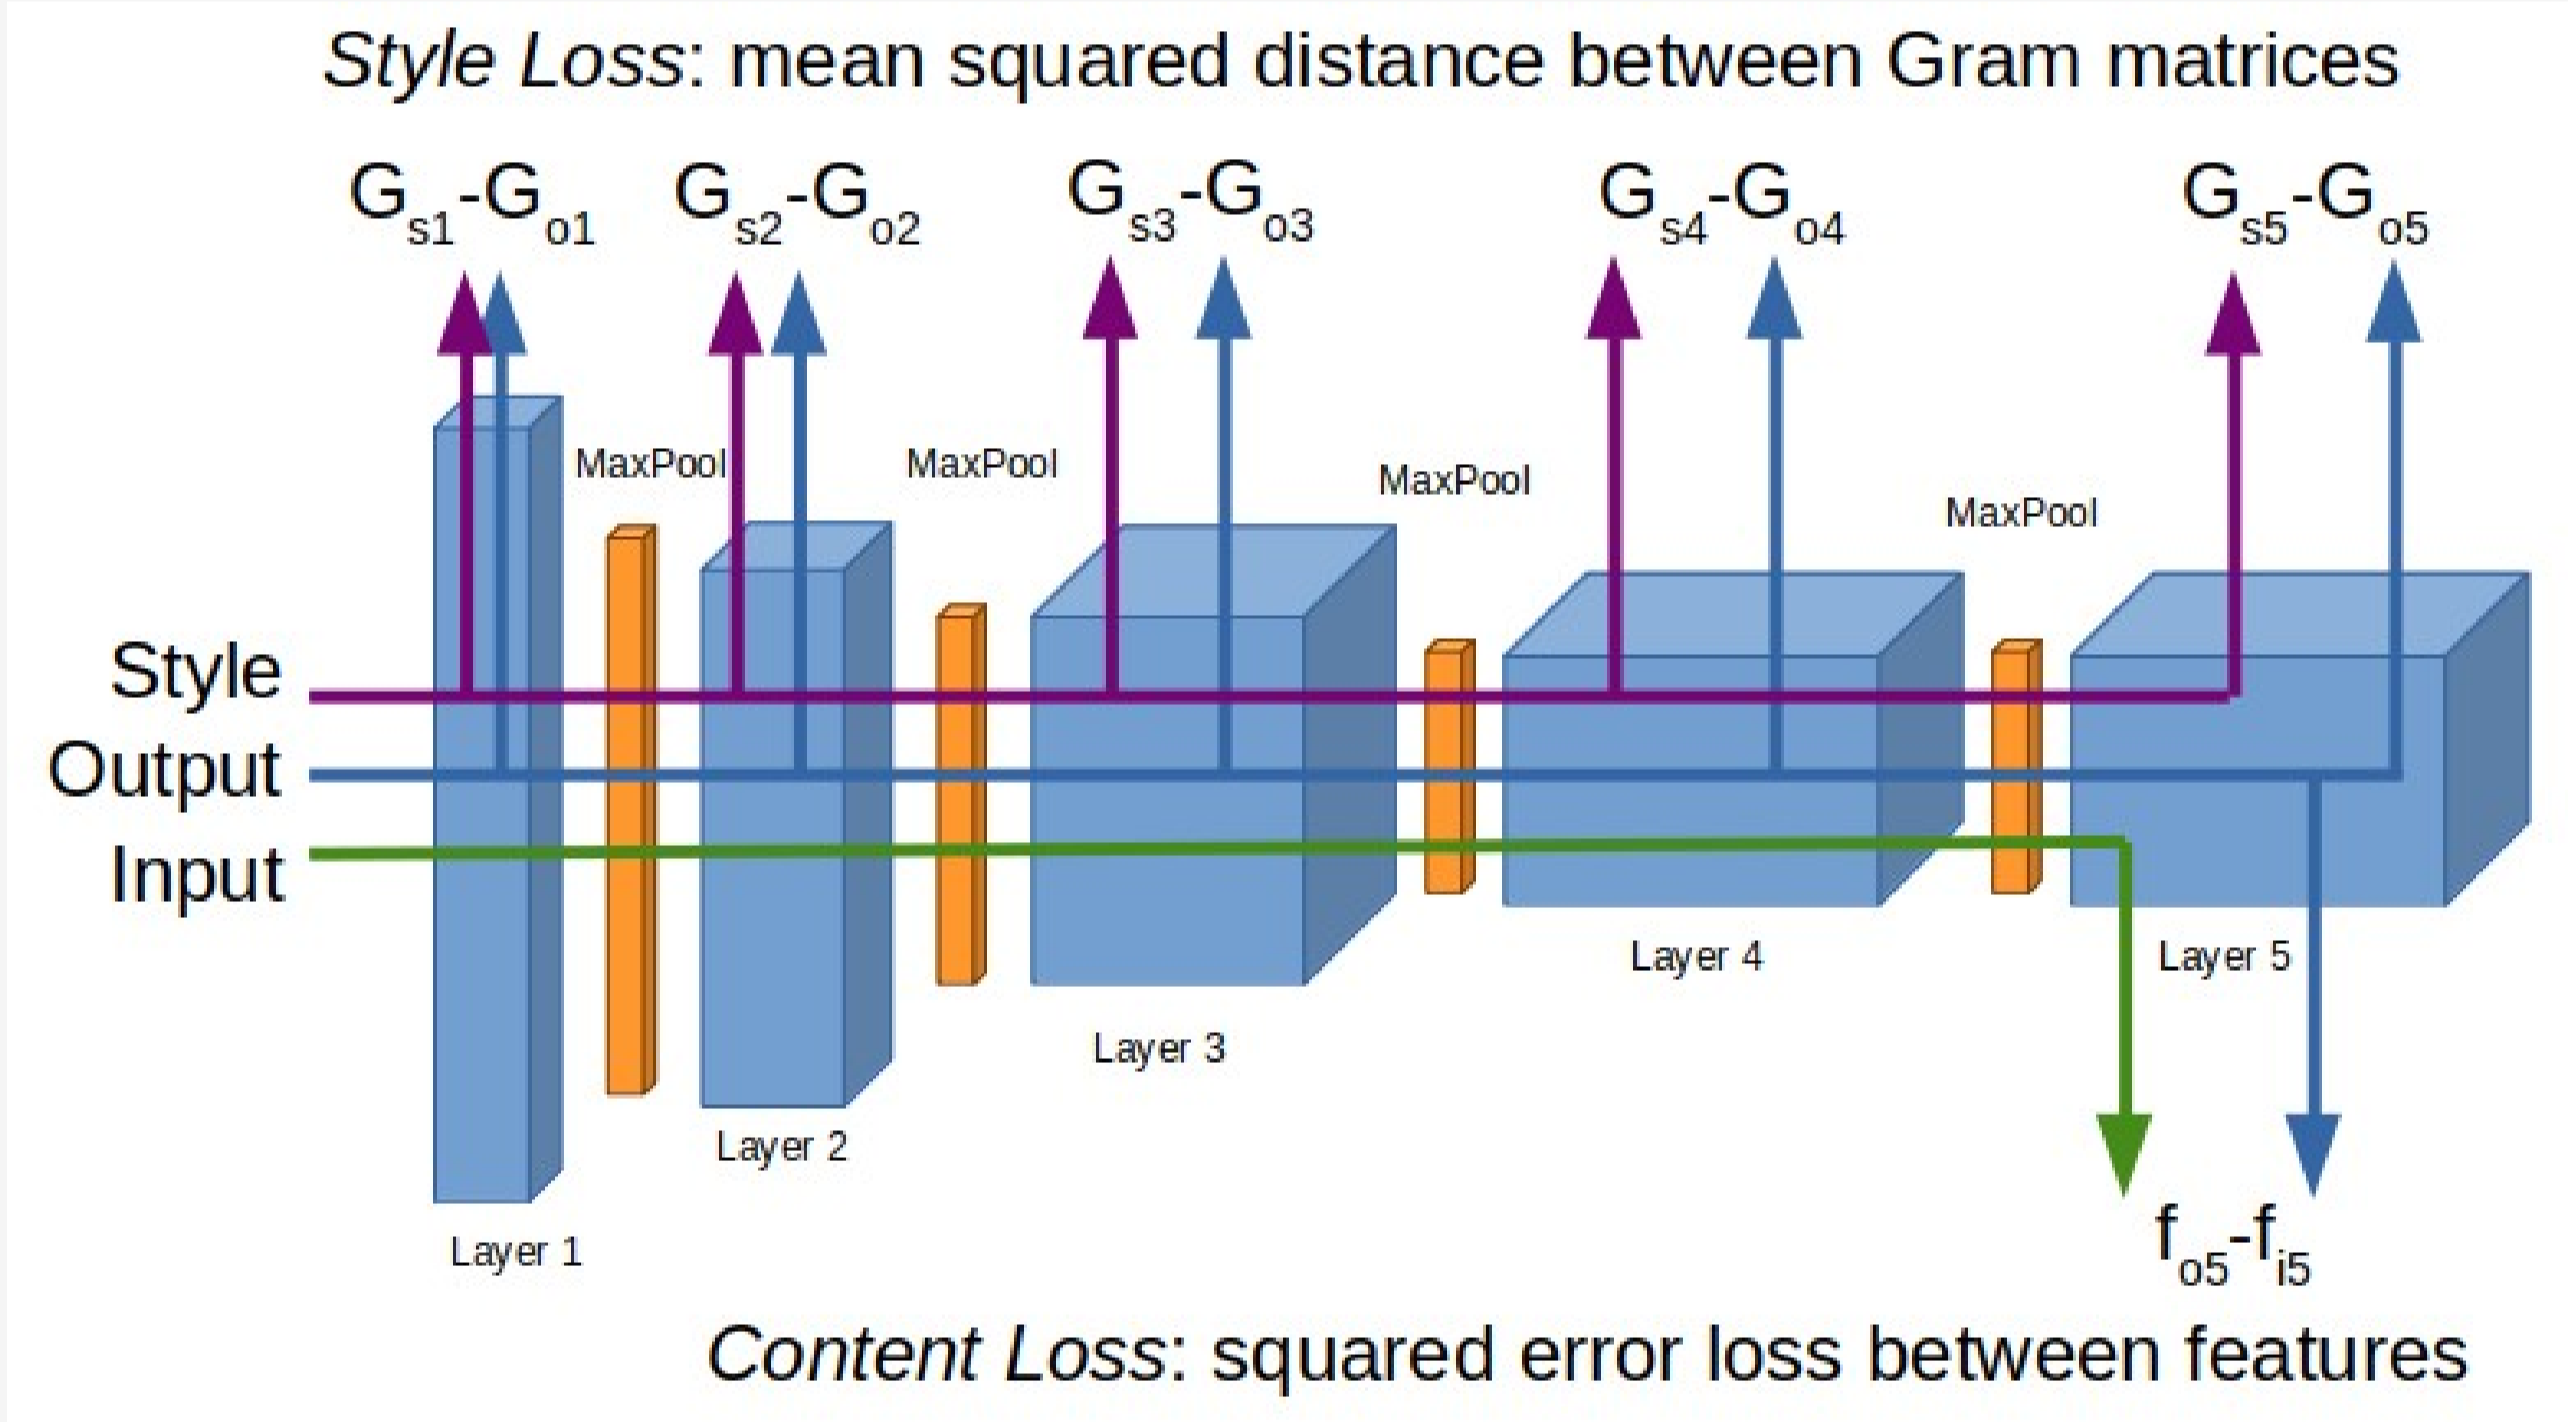 Style Loss: mean squared distance between Gram matrices
Gs1-Go1
Gs2-Go2
Gs3-Go3
Gs4-Go4
Gs5-Go5
MaxPool
MaxPool
MaxPool
MaxPool
Style
Output
Input
Layer 1
Layer 2
Layer 3
Layer 4
Layer 5
fo5-fi5
Content Loss: squared error loss between features